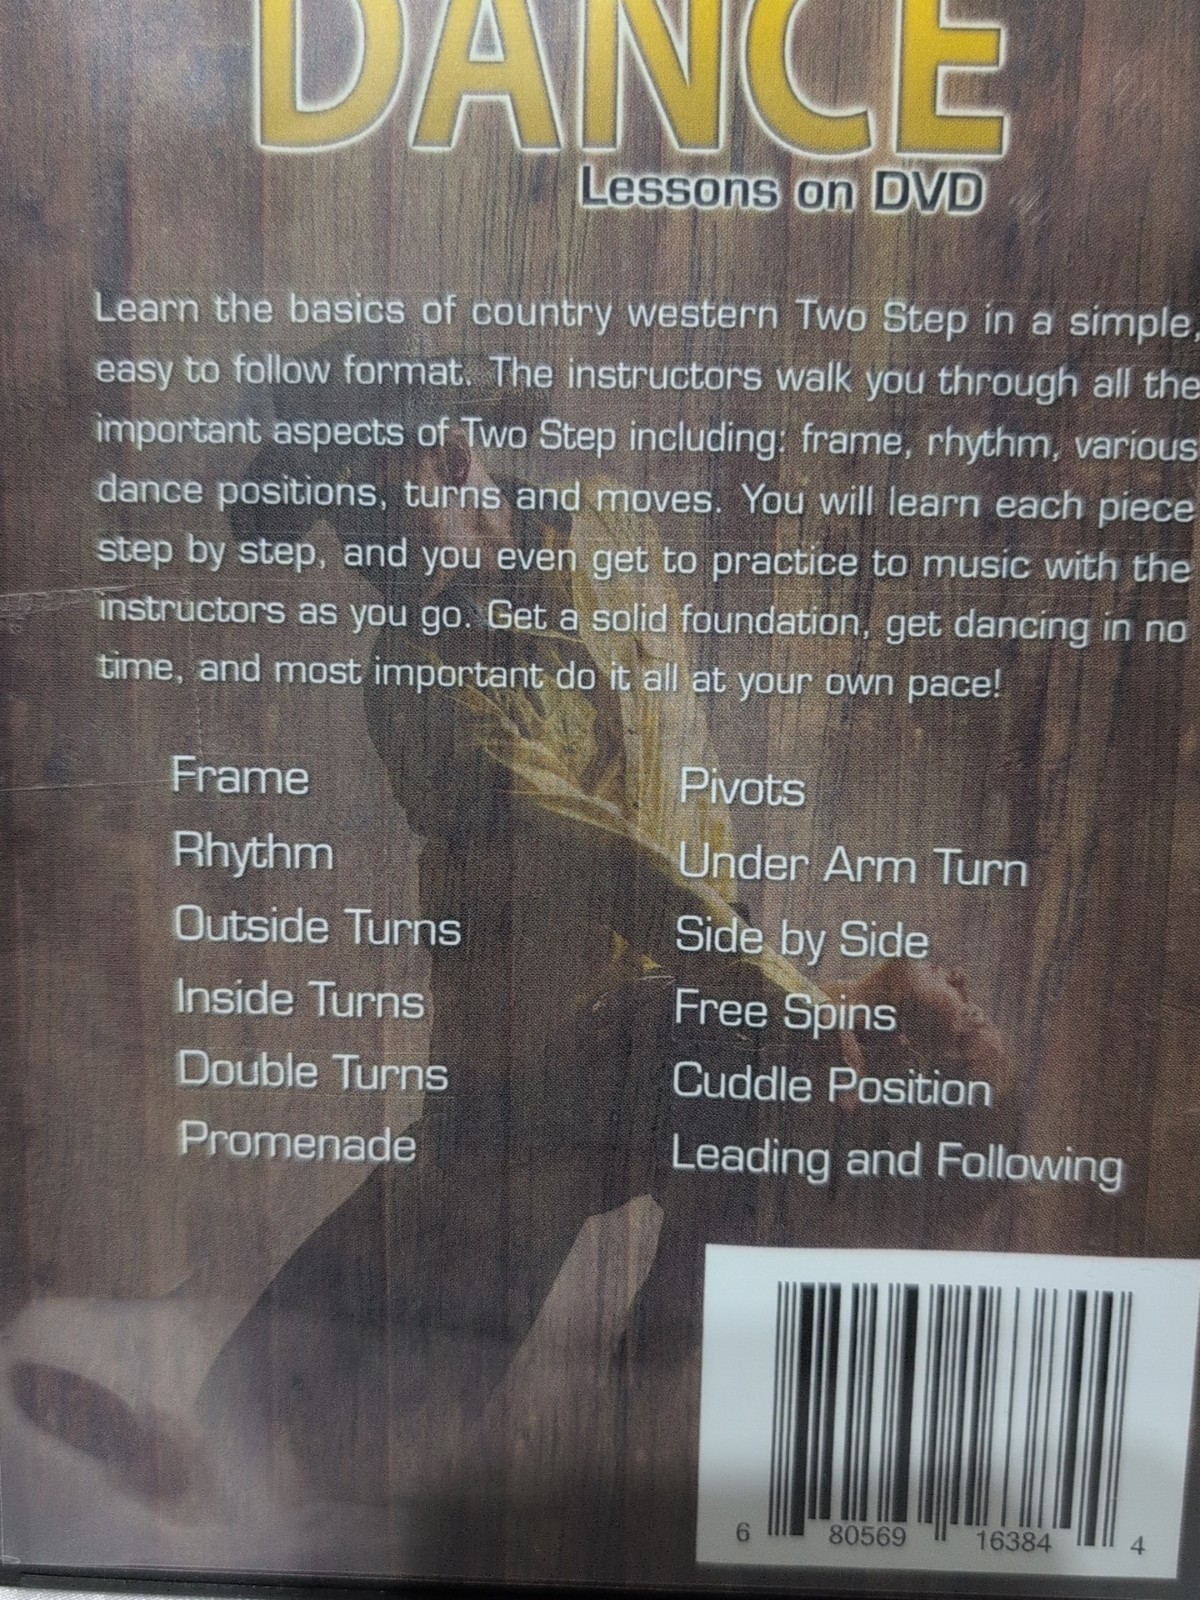 DANCE
Lessons on DVD
Learn the basics of country western Two Step in a simple,
easy to follow format. The instructors walk you through all the
important aspects of Two Step including: frame, rhythm, various
dance positions, turns and moves. You will learn each piece
step by step, and you even get to practice to music with the
instructors as you go. Get a solid foundation, get dancing in no
time, and most important do it all at your own pace!
Frame
Rhythm
Outside Turns
Inside Turns
Double Turns
Promenade
Pivots
Under Arm Turn
Side by Side
Free Spins
Cuddle Position
Leading and Following
6 80569 16384 4